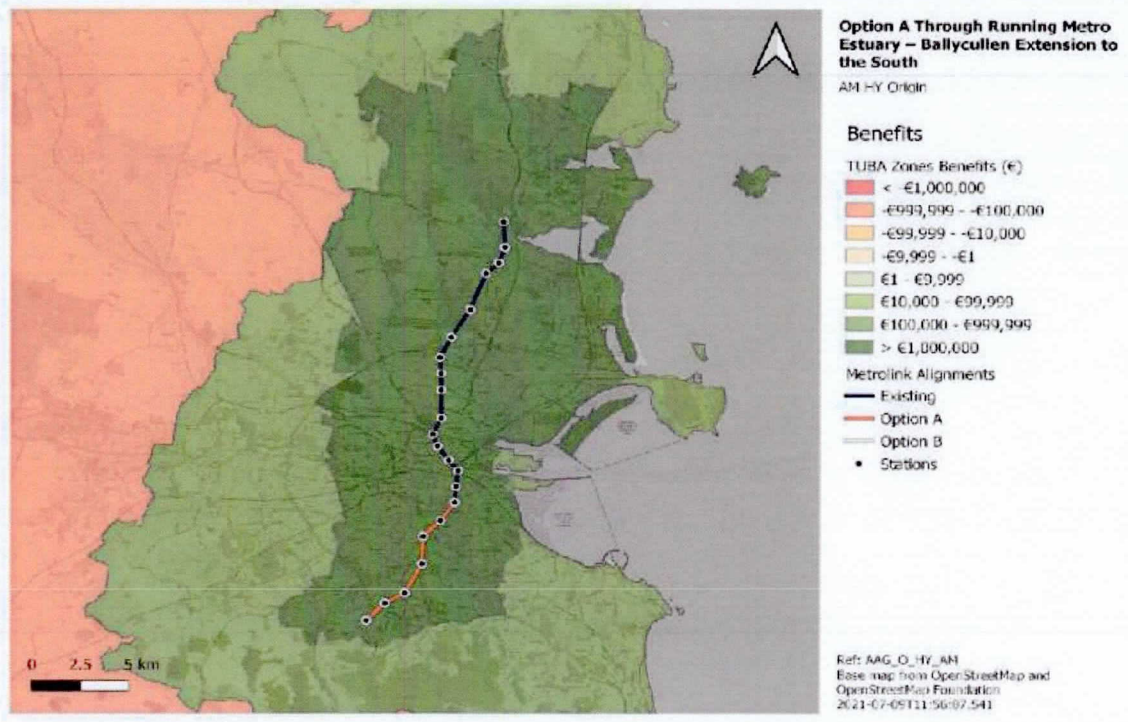 Option A Through Running Metro
Estuary – Ballycullen Extension to
the South
AM HY Origin
Benefits
TUBA Zones Benefits (€)
< -€1,000,000
-€999,999 - -€100,000
-€99,999 - -€10,000
-€9,999 - -€1
€1 - €9,999
€10,000 - €99,999
€100,000 - €999,999
> €1,000,000
Metrolink Alignments
Existing
Option A
Option B
Stations
0 2.5 5 km
Ref: AAG_O_HY_AM
Base map from OpenStreetMap and
OpenStreetMap Foundation
2021-07-09T11:56:07.541